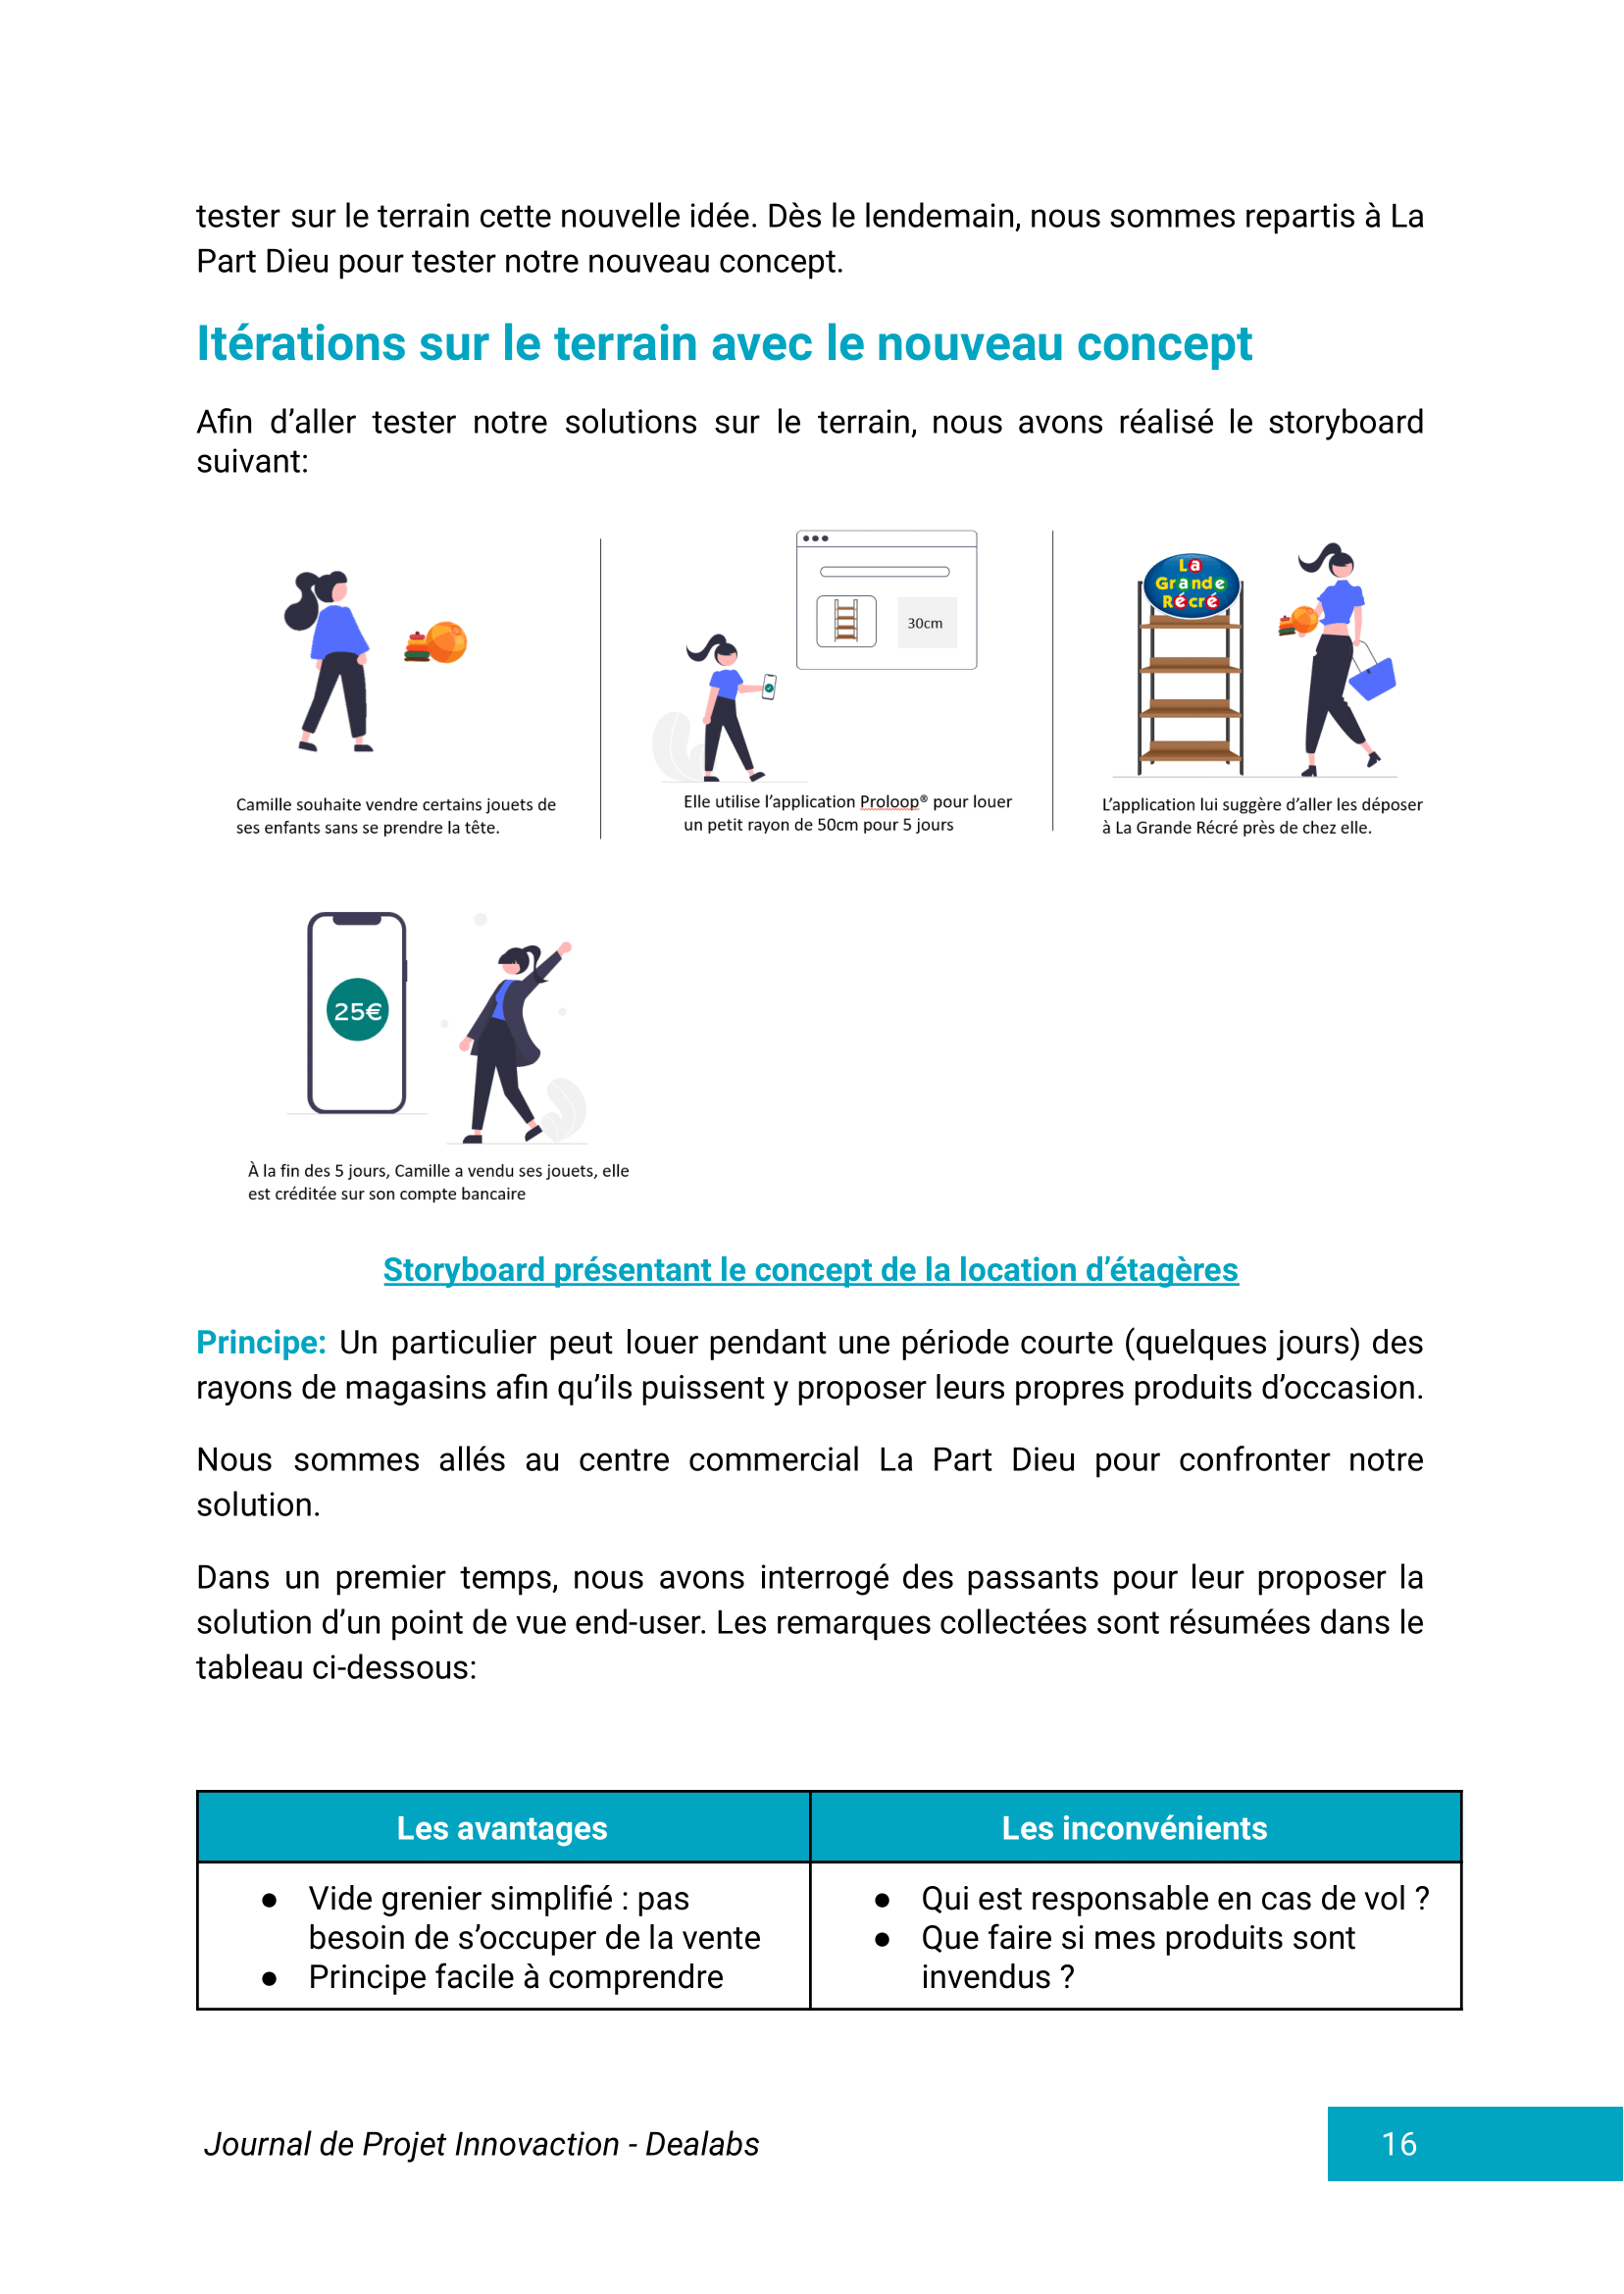 tester sur le terrain cette nouvelle idée. Dès le lendemain, nous sommes repartis à La
Part Dieu pour tester notre nouveau concept.
Itérations sur le terrain avec le nouveau concept
Afin d’aller tester notre solutions sur le terrain, nous avons réalisé le storyboard
suivant:
30cm
La
Grande
Récré
Camille souhaite vendre certains jouets de
ses enfants sans se prendre la tête.
Elle utilise l’application Proloop® pour louer
un petit rayon de 50cm pour 5 jours
L’application lui suggère d’aller les déposer
à La Grande Récré près de chez elle.
25€
À la fin des 5 jours, Camille a vendu ses jouets, elle
est créditée sur son compte bancaire
Storyboard présentant le concept de la location d’étagères
Principe: Un particulier peut louer pendant une période courte (quelques jours) des
rayons de magasins afin qu’ils puissent y proposer leurs propres produits d’occasion.
Nous sommes allés au centre commercial La Part Dieu pour confronter notre
solution.
Dans un premier temps, nous avons interrogé des passants pour leur proposer la
solution d’un point de vue end-user. Les remarques collectées sont résumées dans le
tableau ci-dessous:
Les avantages
Les inconvénients
● Vide grenier simplifié : pas
besoin de s’occuper de la vente
● Principe facile à comprendre
● Qui est responsable en cas de vol ?
● Que faire si mes produits sont
invendus ?
Journal de Projet Innovaction - Dealabs
16